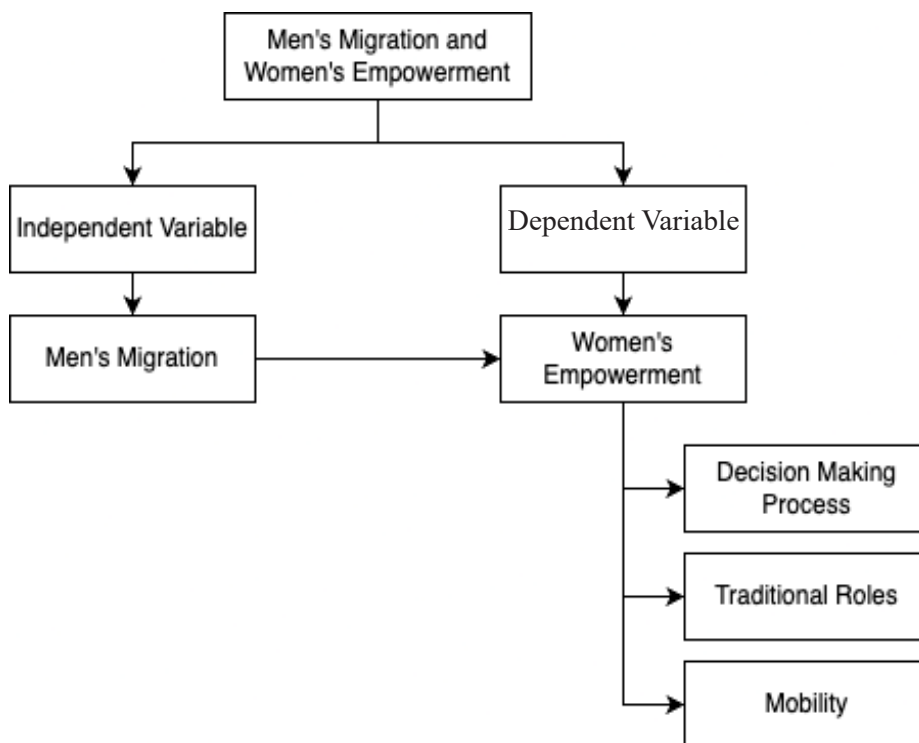 Men's Migration and
Women's Empowerment
Independent Variable
Dependent Variable
Men's Migration
Women's
Empowerment
Decision Making
Process
Traditional Roles
Mobility